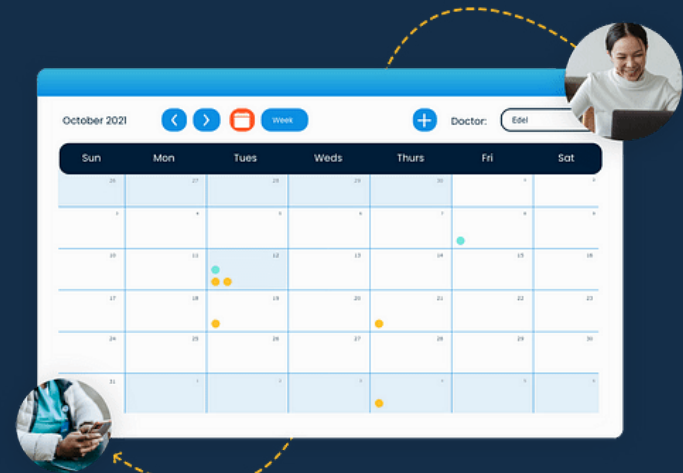 October 2021 Week Doctor: Edel
Sun Mon Tues Weds Thurs Fri Sat
26 27 28 29 30
3 4 5 6 7 8 9
10 11 12 13 14 15 16
17 18 19 20 21 22 23
24 25 26 27 28 29 30
31 1 2 3 4 5 6